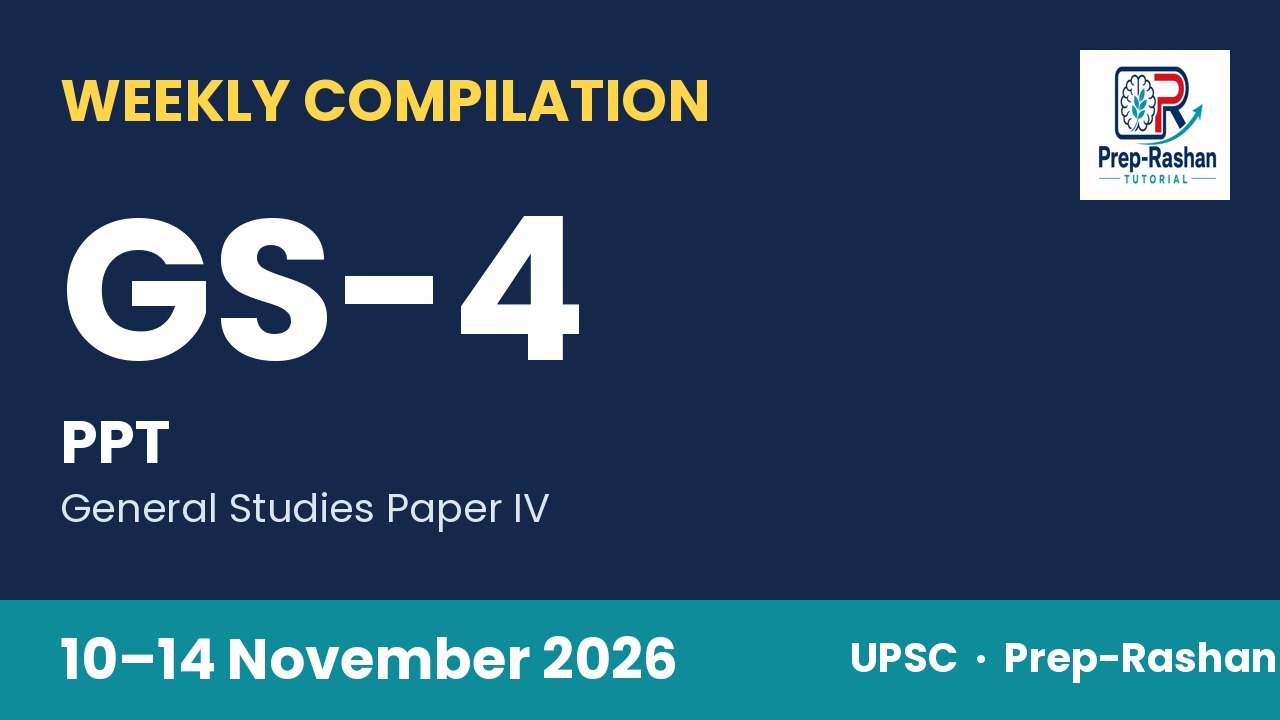 WEEKLY COMPILATION
PR
Prep-Rashan
TUTORIAL
GS-4
PPT
General Studies Paper IV
10–14 November 2026
UPSC · Prep-Rashan